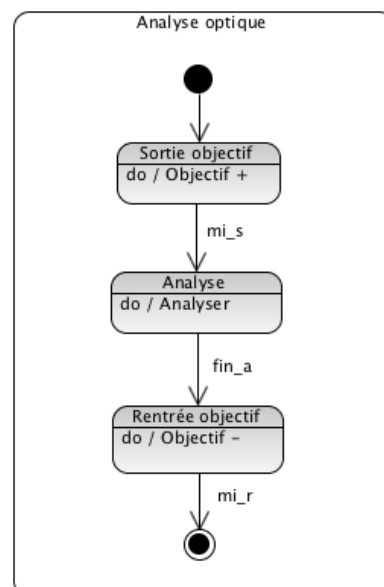 Analyse optique
Sortie objectif
do / Objectif +
mi_s
Analyse
do / Analyser
fin_a
Rentrée objectif
do / Objectif -
mi_r